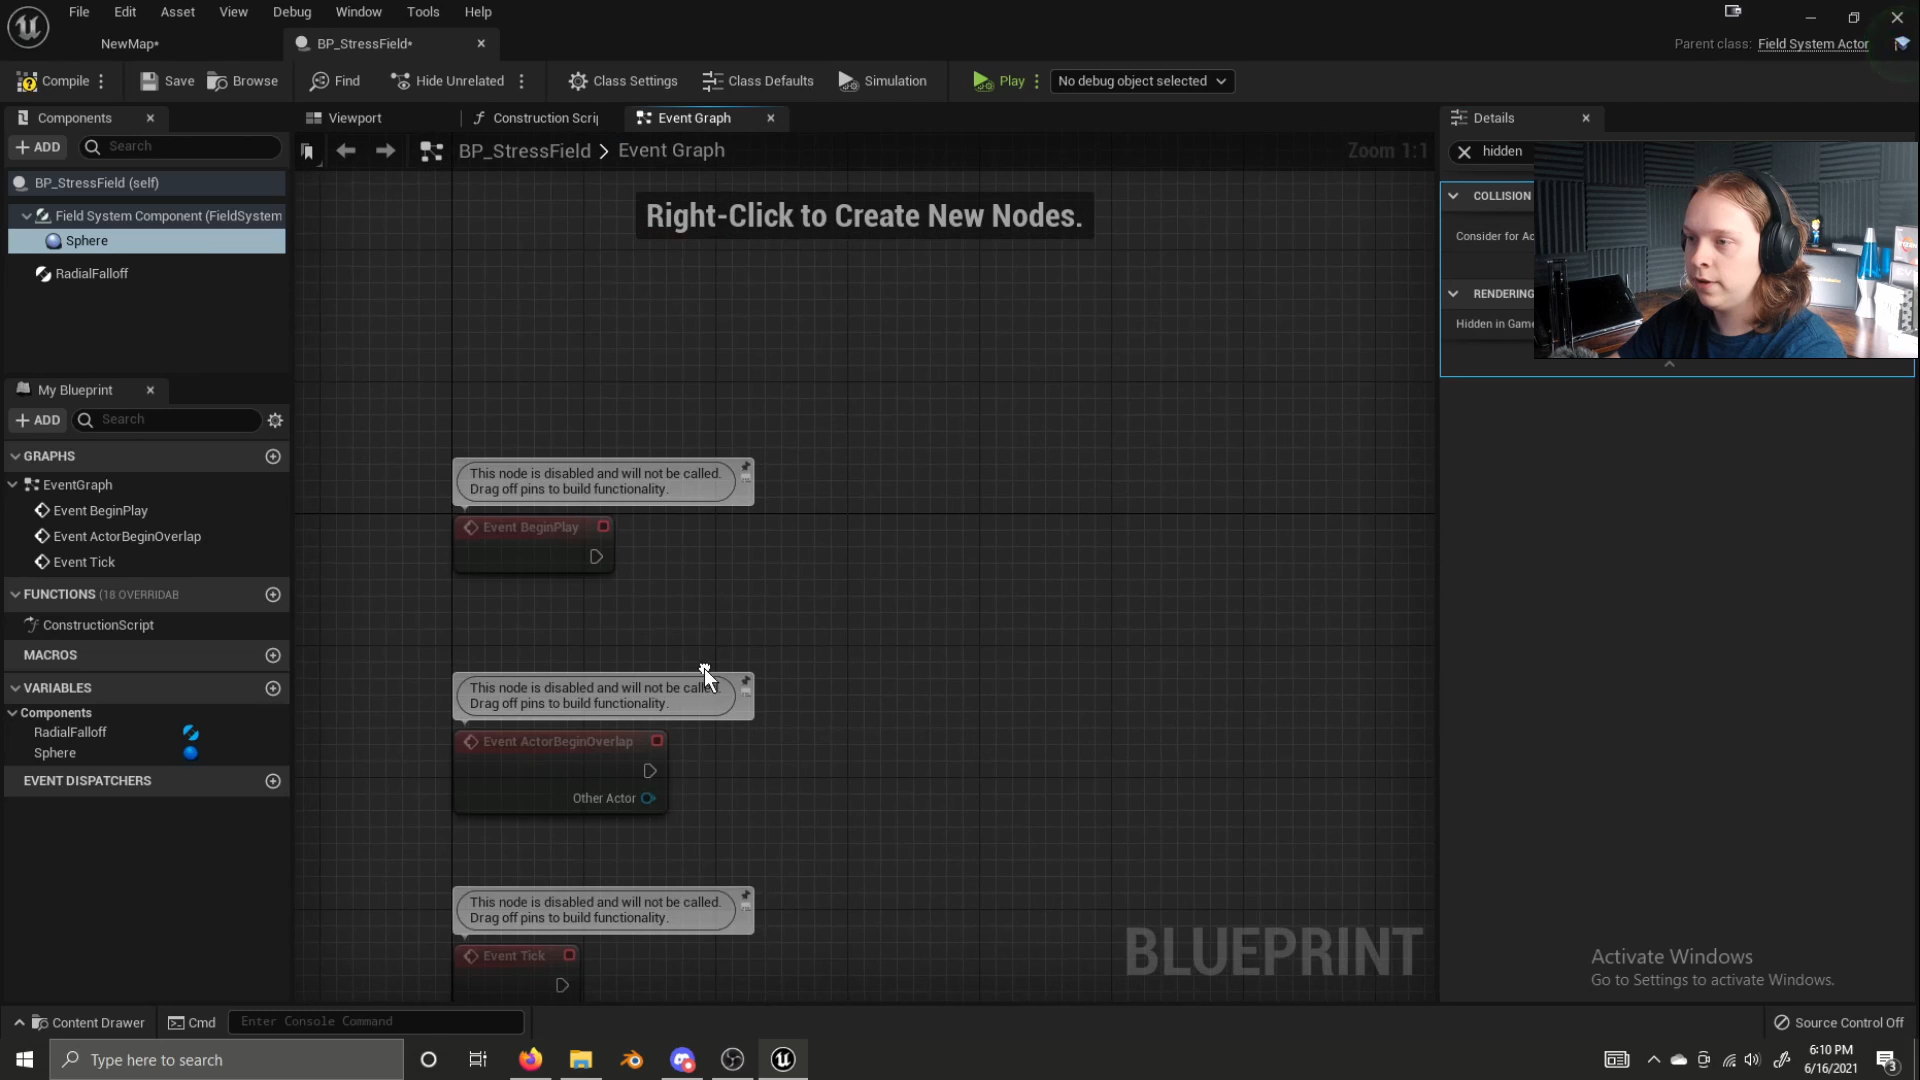 File Edit Asset View Debug Window Tools Help
NewMap*
BP_StressField*
Parent class: Field System Actor
Compile
Save
Browse
Find
Hide Unrelated
Class Settings
Class Defaults
Simulation
Play
No debug object selected
Components
ADD
Search
BP_StressField (self)
Field System Component (FieldSystem
Sphere
RadialFalloff
My Blueprint
ADD
Search
GRAPHS
EventGraph
Event BeginPlay
Event ActorBeginOverlap
Event Tick
FUNCTIONS (18 OVERRIDAB
ConstructionScript
MACROS
VARIABLES
Components
RadialFalloff
Sphere
EVENT DISPATCHERS
Viewport
Construction Scrip
Event Graph
BP_StressField > Event Graph
Zoom 1:1
Right-Click to Create New Nodes.
This node is disabled and will not be called.
Drag off pins to build functionality.
Event BeginPlay
This node is disabled and will not be called.
Drag off pins to build functionality.
Event ActorBeginOverlap
Other Actor
This node is disabled and will not be called.
Drag off pins to build functionality.
Event Tick
BLUEPRINT
Details
hidden
COLLISION
Consider for Ac
RENDERING
Hidden in Game
Activate Windows
Go to Settings to activate Windows.
Content Drawer
Cmd
Enter Console Command
Source Control Off
Type here to search
6:10 PM
6/16/2021
3